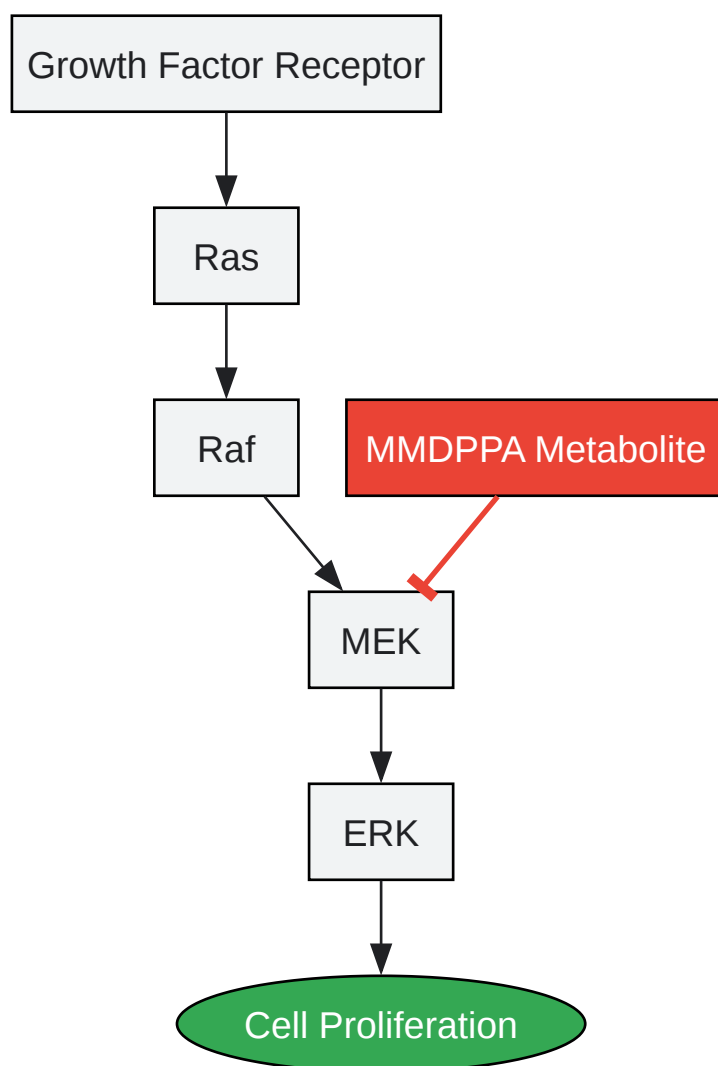 Growth Factor Receptor
Ras
Raf
MMDPPA Metabolite
MEK
ERK
Cell Proliferation